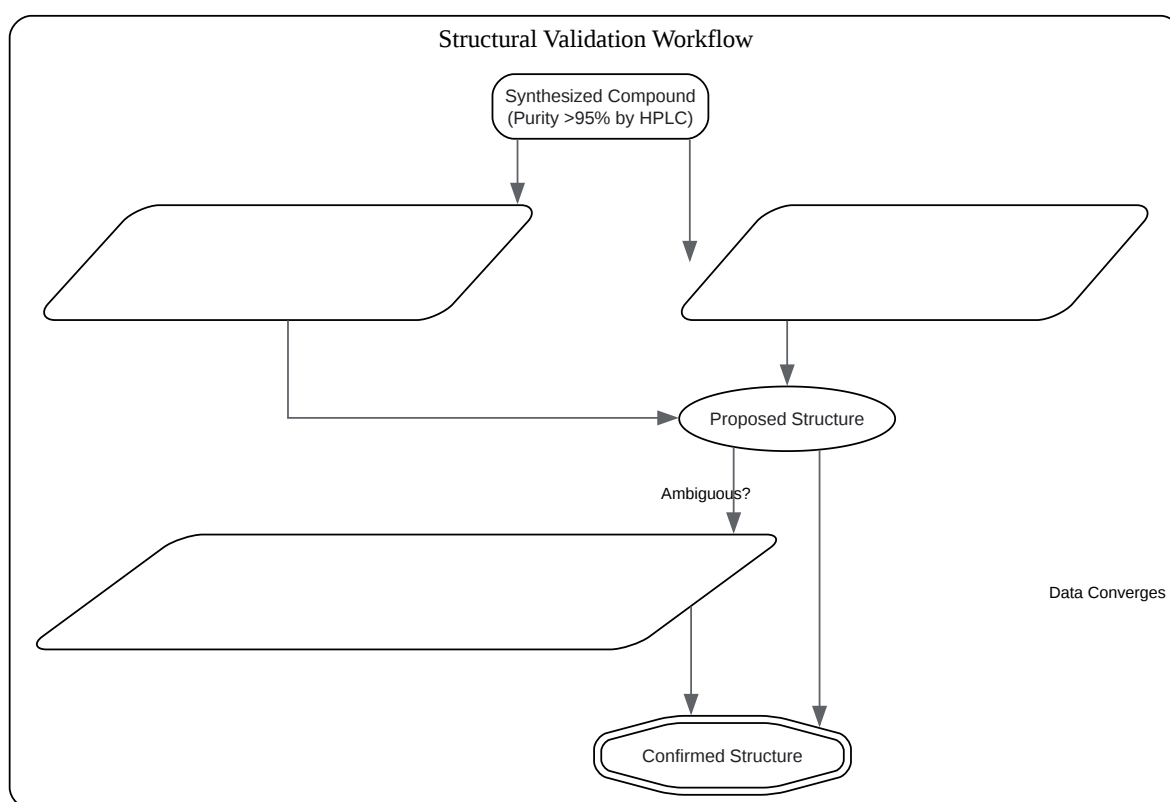 Structural Validation Workflow
Synthesized Compound
(Purity >95% by HPLC)
Proposed Structure
Ambiguous?
Data Converges
Confirmed Structure